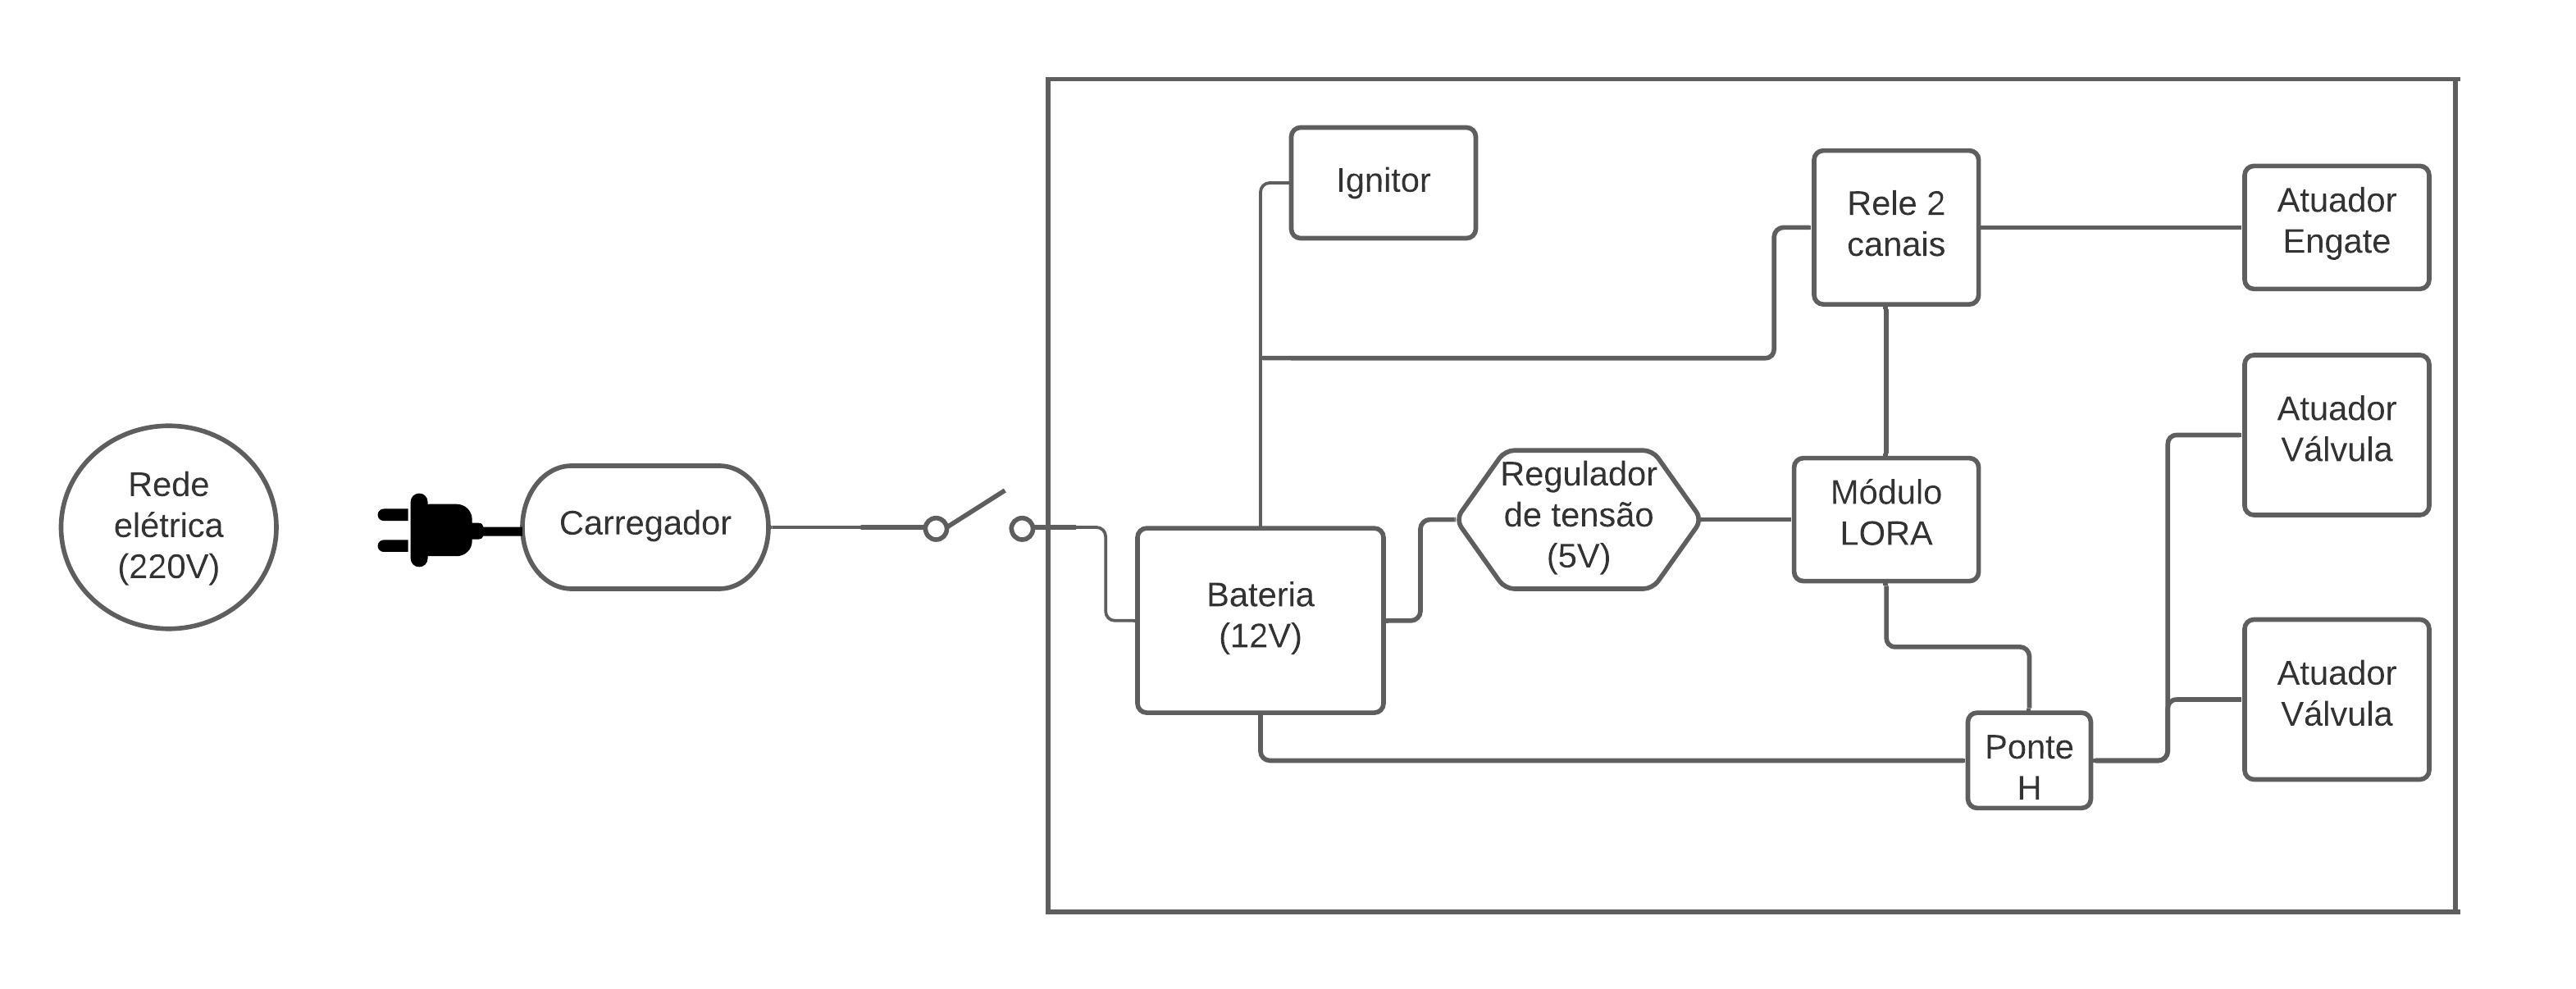 Rede
elétrica
(220V)
Carregador
Ignitor
Bateria
(12V)
Regulador
de tensão
(5V)
Rele 2
canais
Módulo
LORA
Ponte
H
Atuador
Engate
Atuador
Válvula
Atuador
Válvula